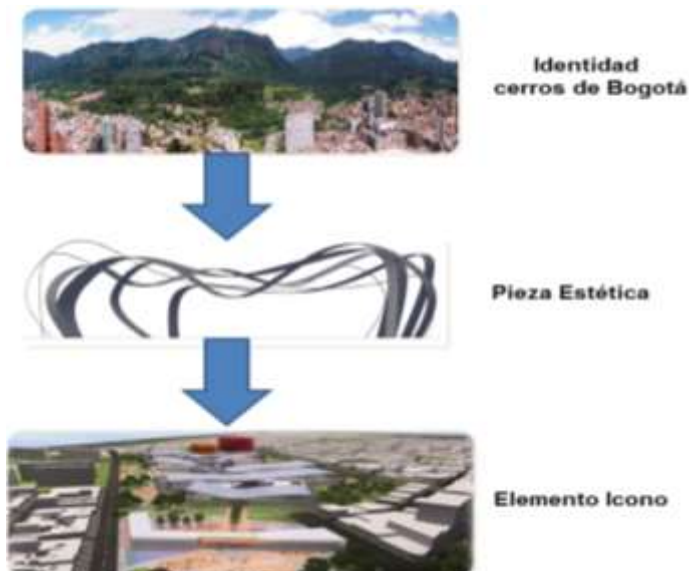 Identidad
cerros de Bogotá
Pieza Estética
Elemento Icono